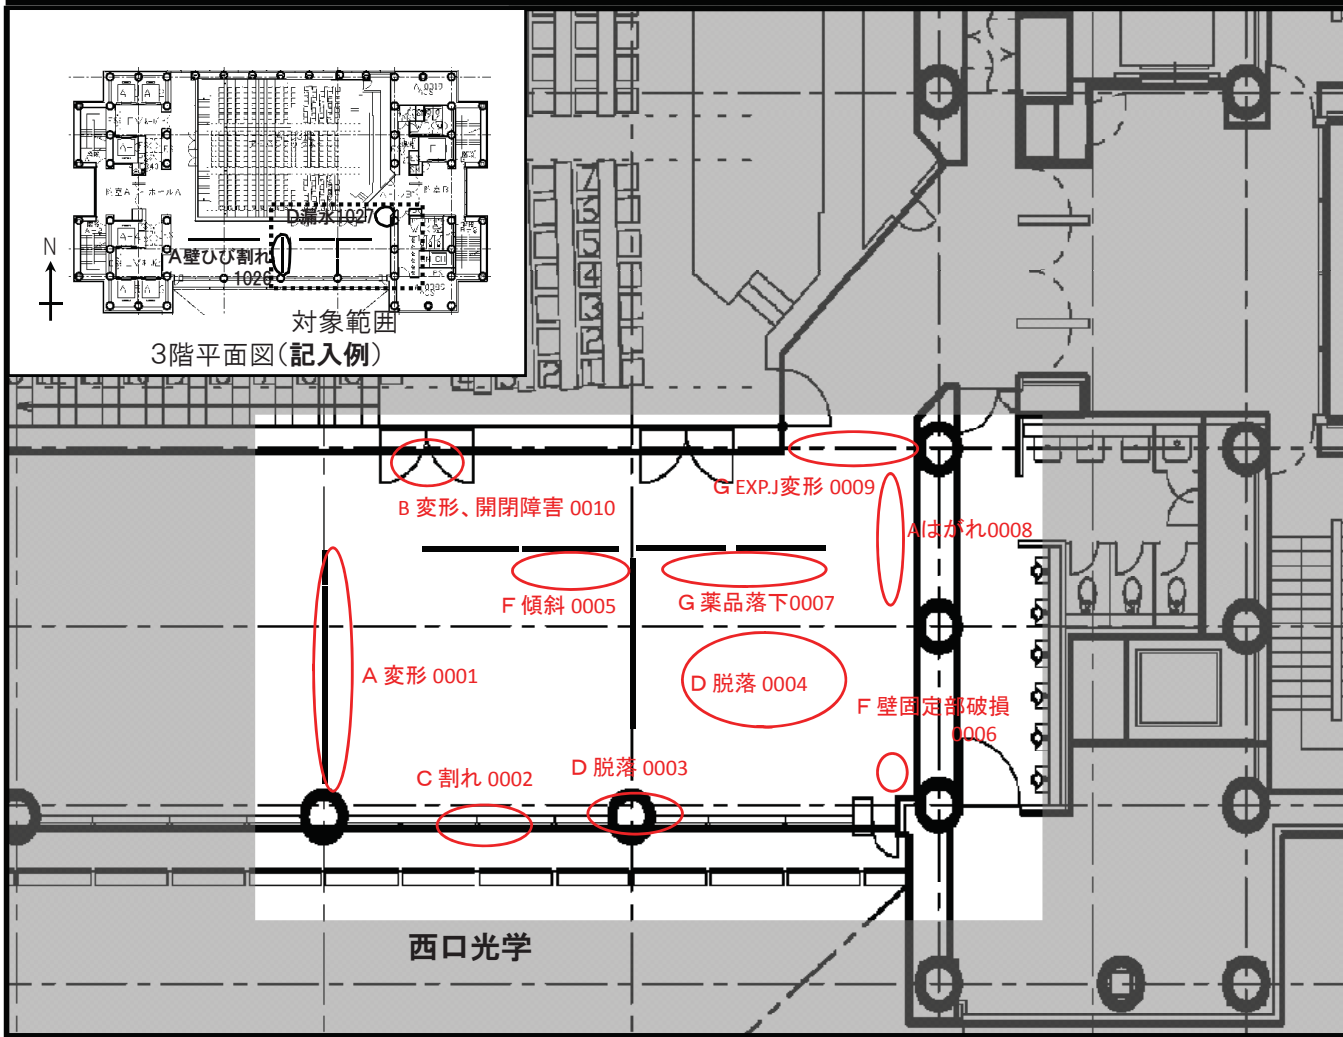 D漏水1027
A壁ひび割れ
1026
N
対象範囲
3階平面図(記入例)
B 変形、開閉障害 0010
G EXP.J変形 0009
Aはがれ0008
F 傾斜 0005
G 薬品落下0007
A 変形 0001
D 脱落 0004
F 壁固定部破損
0006
C 割れ 0002
D 脱落 0003
西口光学